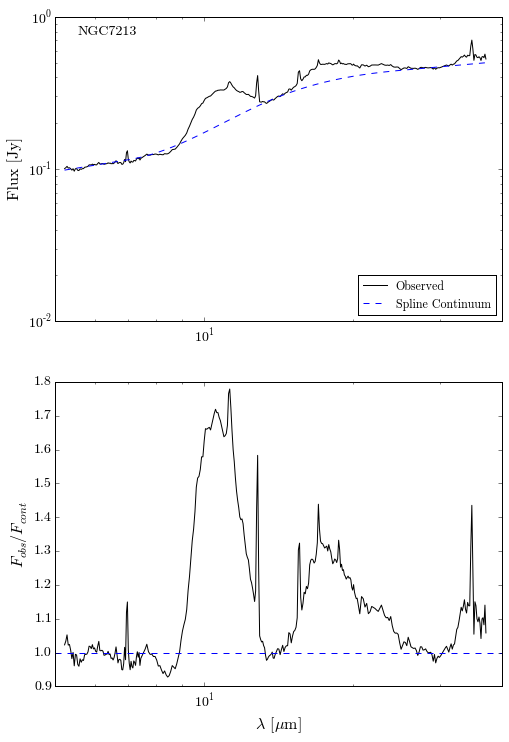 NGC7213
10^0
10^-1
10^-2
Flux [Jy]
Observed
Spline Continuum
10^1
1.8
1.7
1.6
1.5
1.4
1.3
1.2
1.1
1.0
0.9
F_obs/F_cont
10^1
λ [μm]